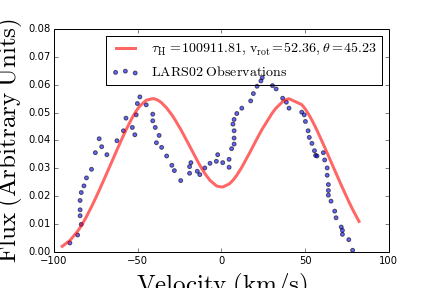 0.08
0.07
0.06
0.05
0.04
0.03
0.02
0.01
0.00
Flux (Arbitrary Units)
τH =100911.81, vrot=52.36, θ=45.23
LARS02 Observations
−100 −50 0 50 100
Velocity (km/s)